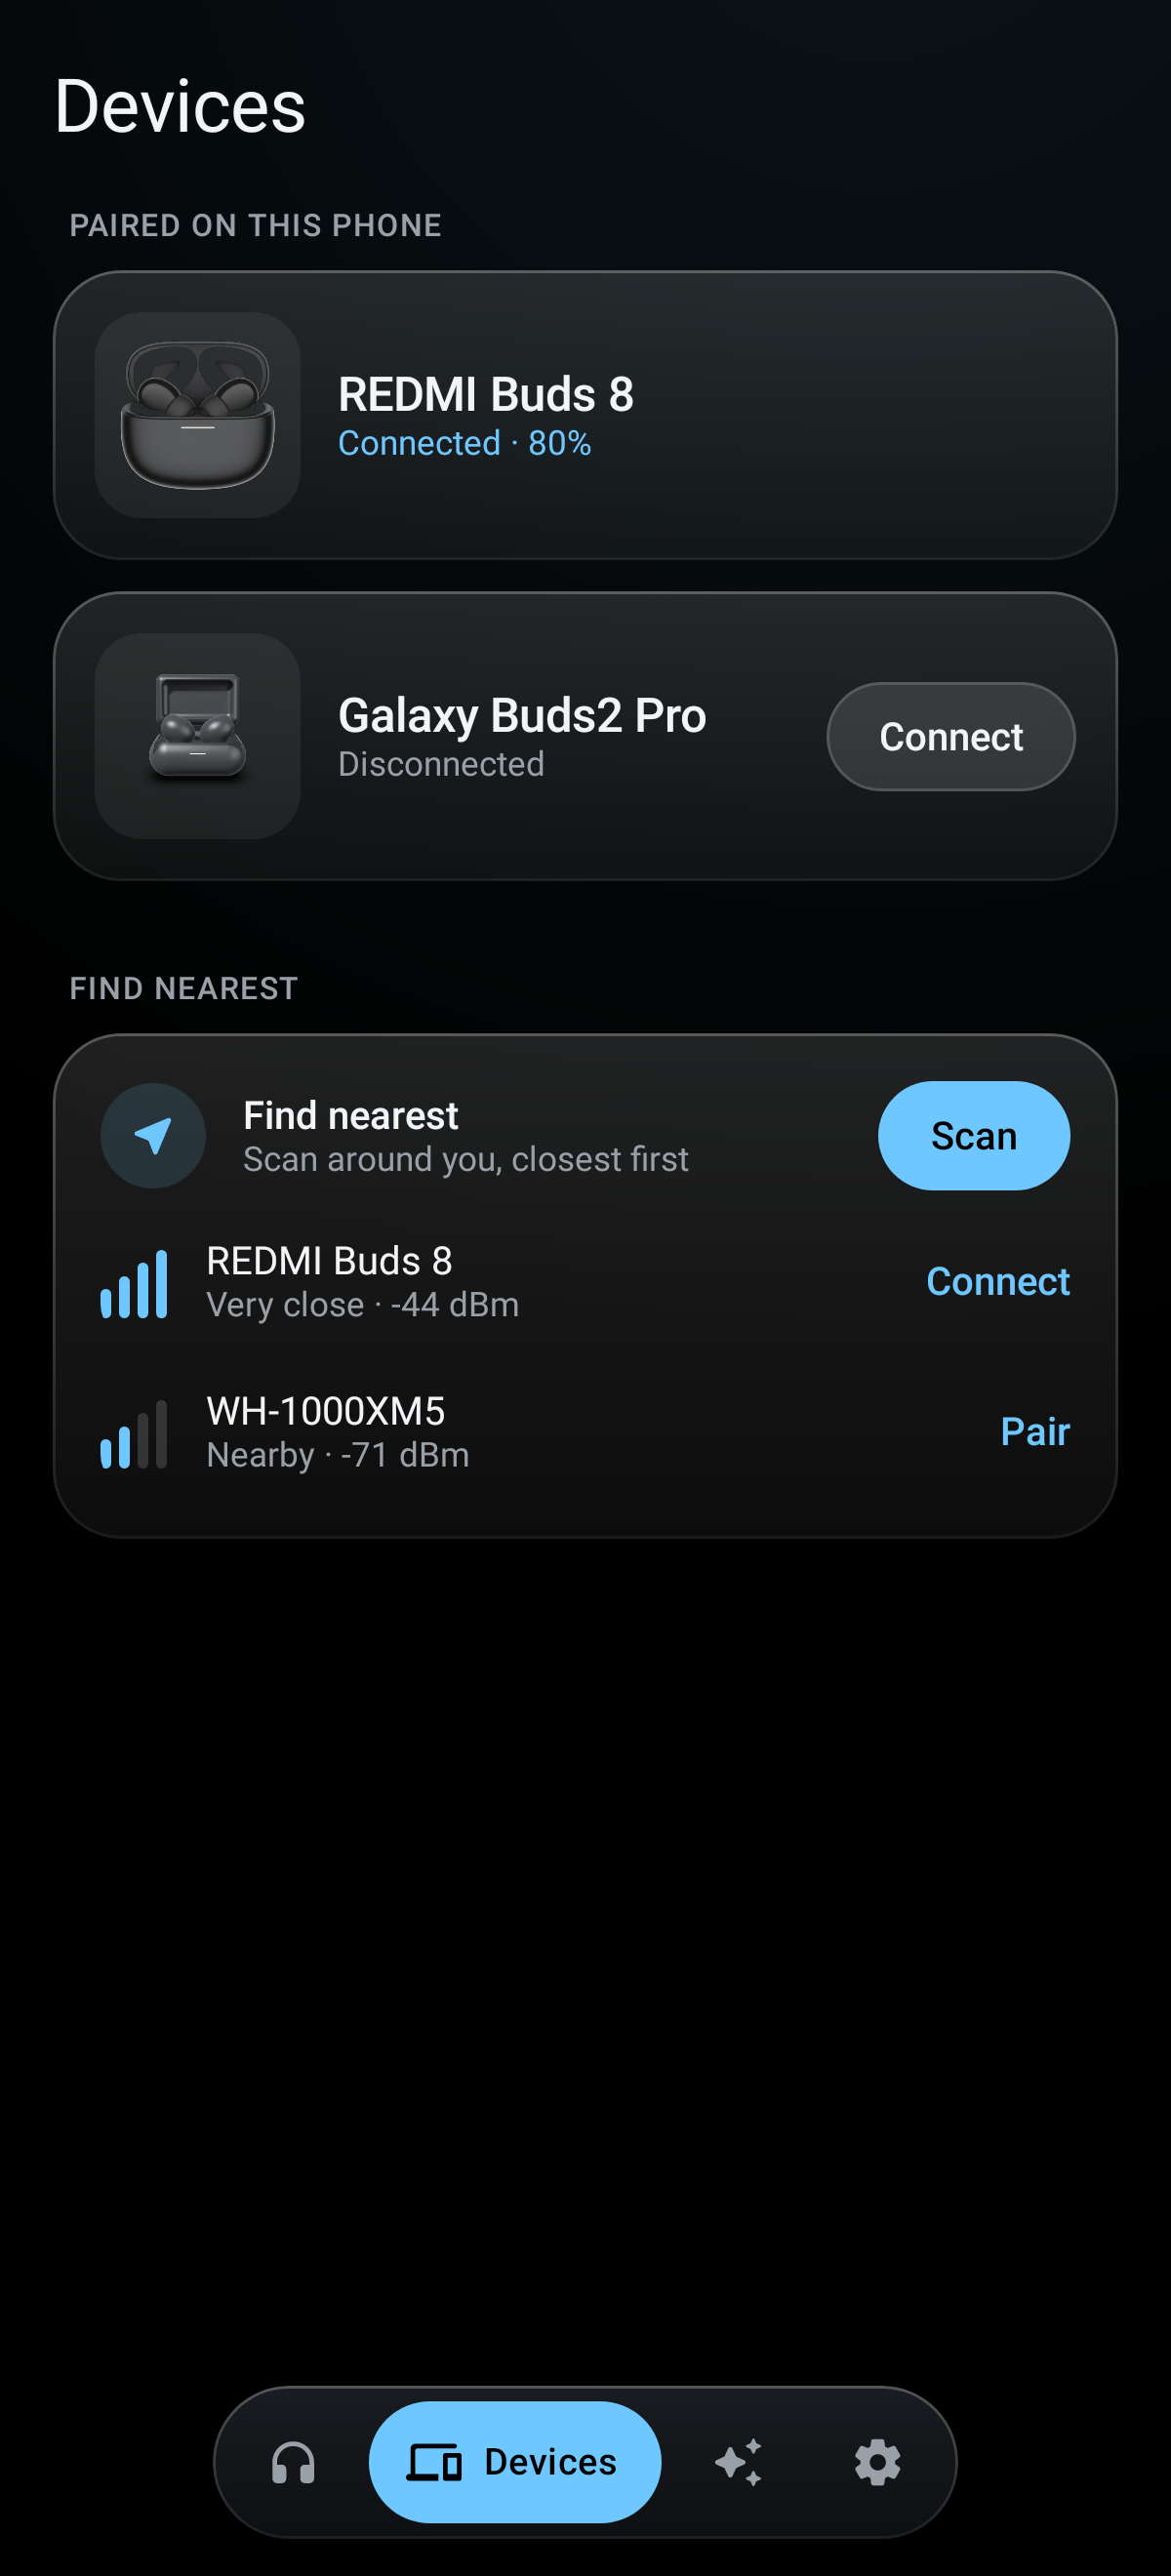 Devices
PAIRED ON THIS PHONE
REDMI Buds 8
Connected · 80%
Galaxy Buds2 Pro
Disconnected
Connect
FIND NEAREST
Find nearest
Scan around you, closest first
Scan
REDMI Buds 8
Very close · -44 dBm
Connect
WH-1000XM5
Nearby · -71 dBm
Pair
Devices